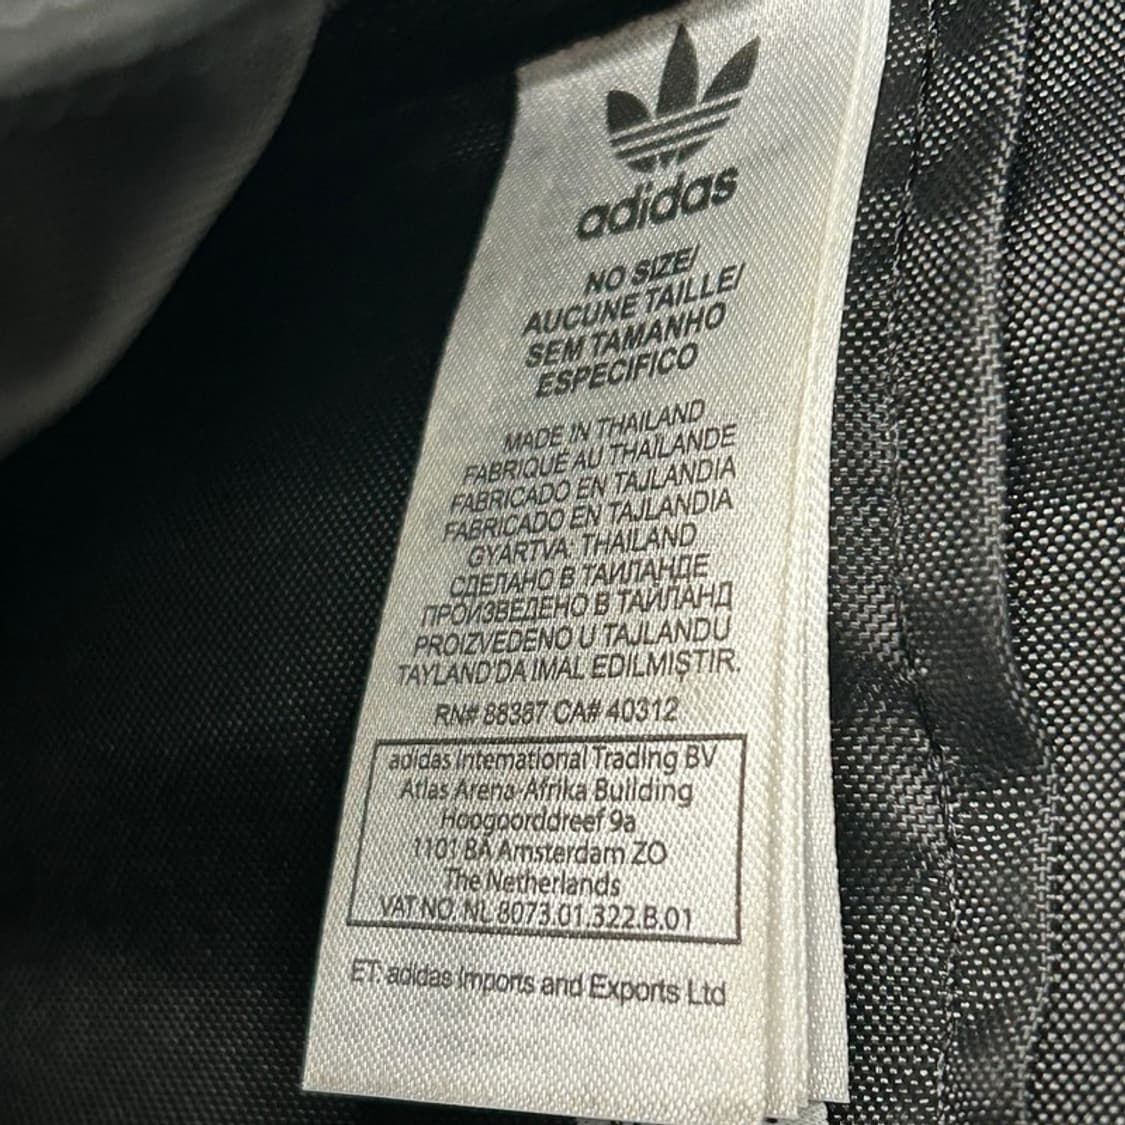 adidas
NO SIZE/
AUCUNE TAILLE/
SEM TAMANHO
ESPECIFICO
MADE IN THAILAND
FABRIQUE AU THAILANDE
FABRICADO EN TAJLANDIA
FABRICADO EN TAJLANDIA
GYARTVA: THAILAND
СДЕЛАНО В ТАИЛАНДЕ
ПРОИЗВЕДЕНО В ТАЙЛАНД
PROIZVEDENO U TAJLANDU
TAYLAND'DA IMAL EDILMIŞTIR.
RN# 88387 CA# 40312
adidas International Trading BV
Atlas Arena-Afrika Building
Hoogoorddreef 9a
1101 BA Amsterdam ZO
The Netherlands
VAT NO: NL 8073.01.322.B.01
ET: adidas Imports and Exports Ltd